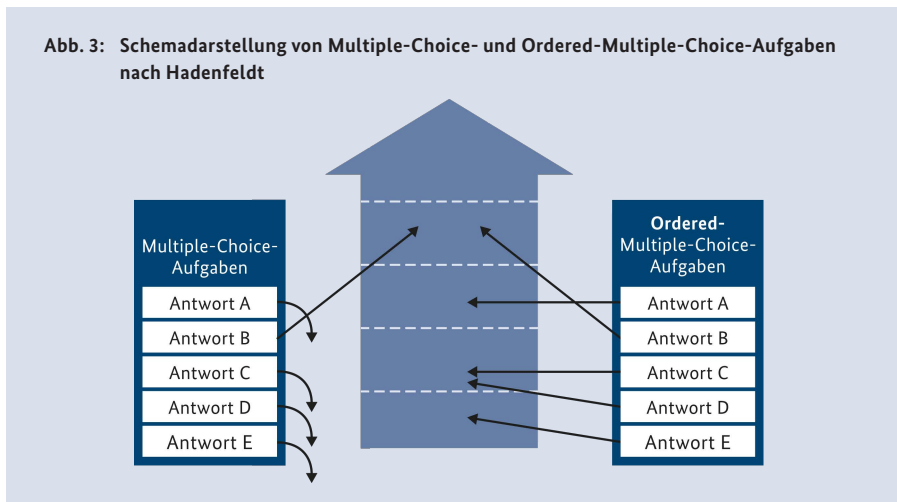 Abb. 3: Schemadarstellung von Multiple-Choice- und Ordered-Multiple-Choice-Aufgaben
nach Hadenfeldt
Multiple-Choice-
Aufgaben
Antwort A
Antwort B
Antwort C
Antwort D
Antwort E
Ordered-
Multiple-Choice-
Aufgaben
Antwort A
Antwort B
Antwort C
Antwort D
Antwort E